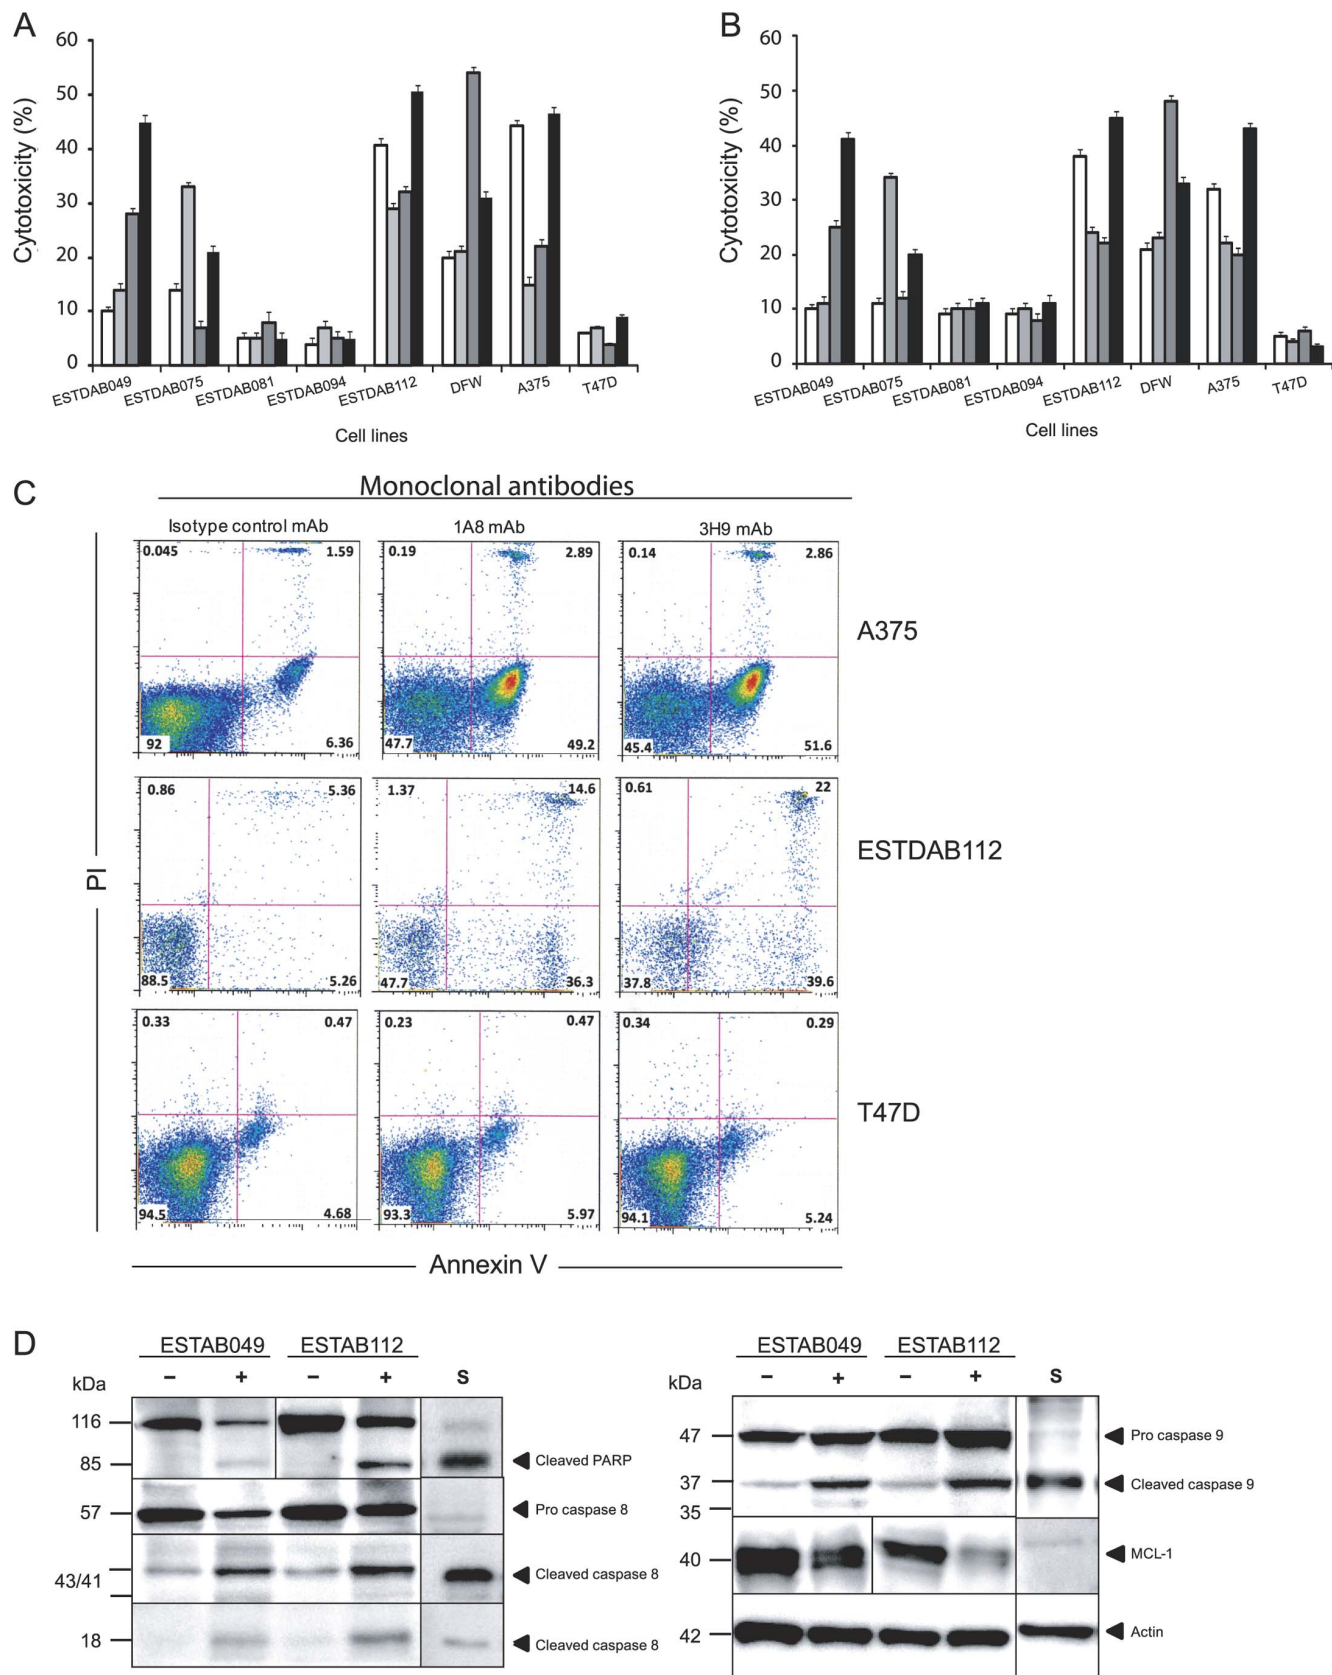 A
Cytotoxicity (%)
60
50
40
30
20
10
0
ESTDAB049
ESTDAB075
ESTDAB081
ESTDAB094
ESTDAB112
DFW
A375
T47D
Cell lines
B
Cytotoxicity (%)
60
50
40
30
20
10
0
ESTDAB049
ESTDAB075
ESTDAB081
ESTDAB094
ESTDAB112
DFW
A375
T47D
Cell lines
C
Monoclonal antibodies
Isotype control mAb
1A8 mAb
3H9 mAb
0.045 1.59
92 6.36
0.19 2.89
47.7 49.2
0.14 2.86
45.4 51.6
A375
0.86 5.36
88.5 5.26
1.37 14.6
47.7 36.3
0.61 22
37.8 39.6
ESTDAB112
0.33 0.47
94.5 4.68
0.23 0.47
93.3 5.97
0.34 0.29
94.1 5.24
T47D
PI
Annexin V
D
ESTAB049 ESTAB112
kDa – + – + S
116
85 Cleaved PARP
57 Pro caspase 8
43/41 Cleaved caspase 8
18 Cleaved caspase 8
ESTAB049 ESTAB112
kDa – + – + S
47 Pro caspase 9
37 Cleaved caspase 9
35
40 MCL-1
42 Actin